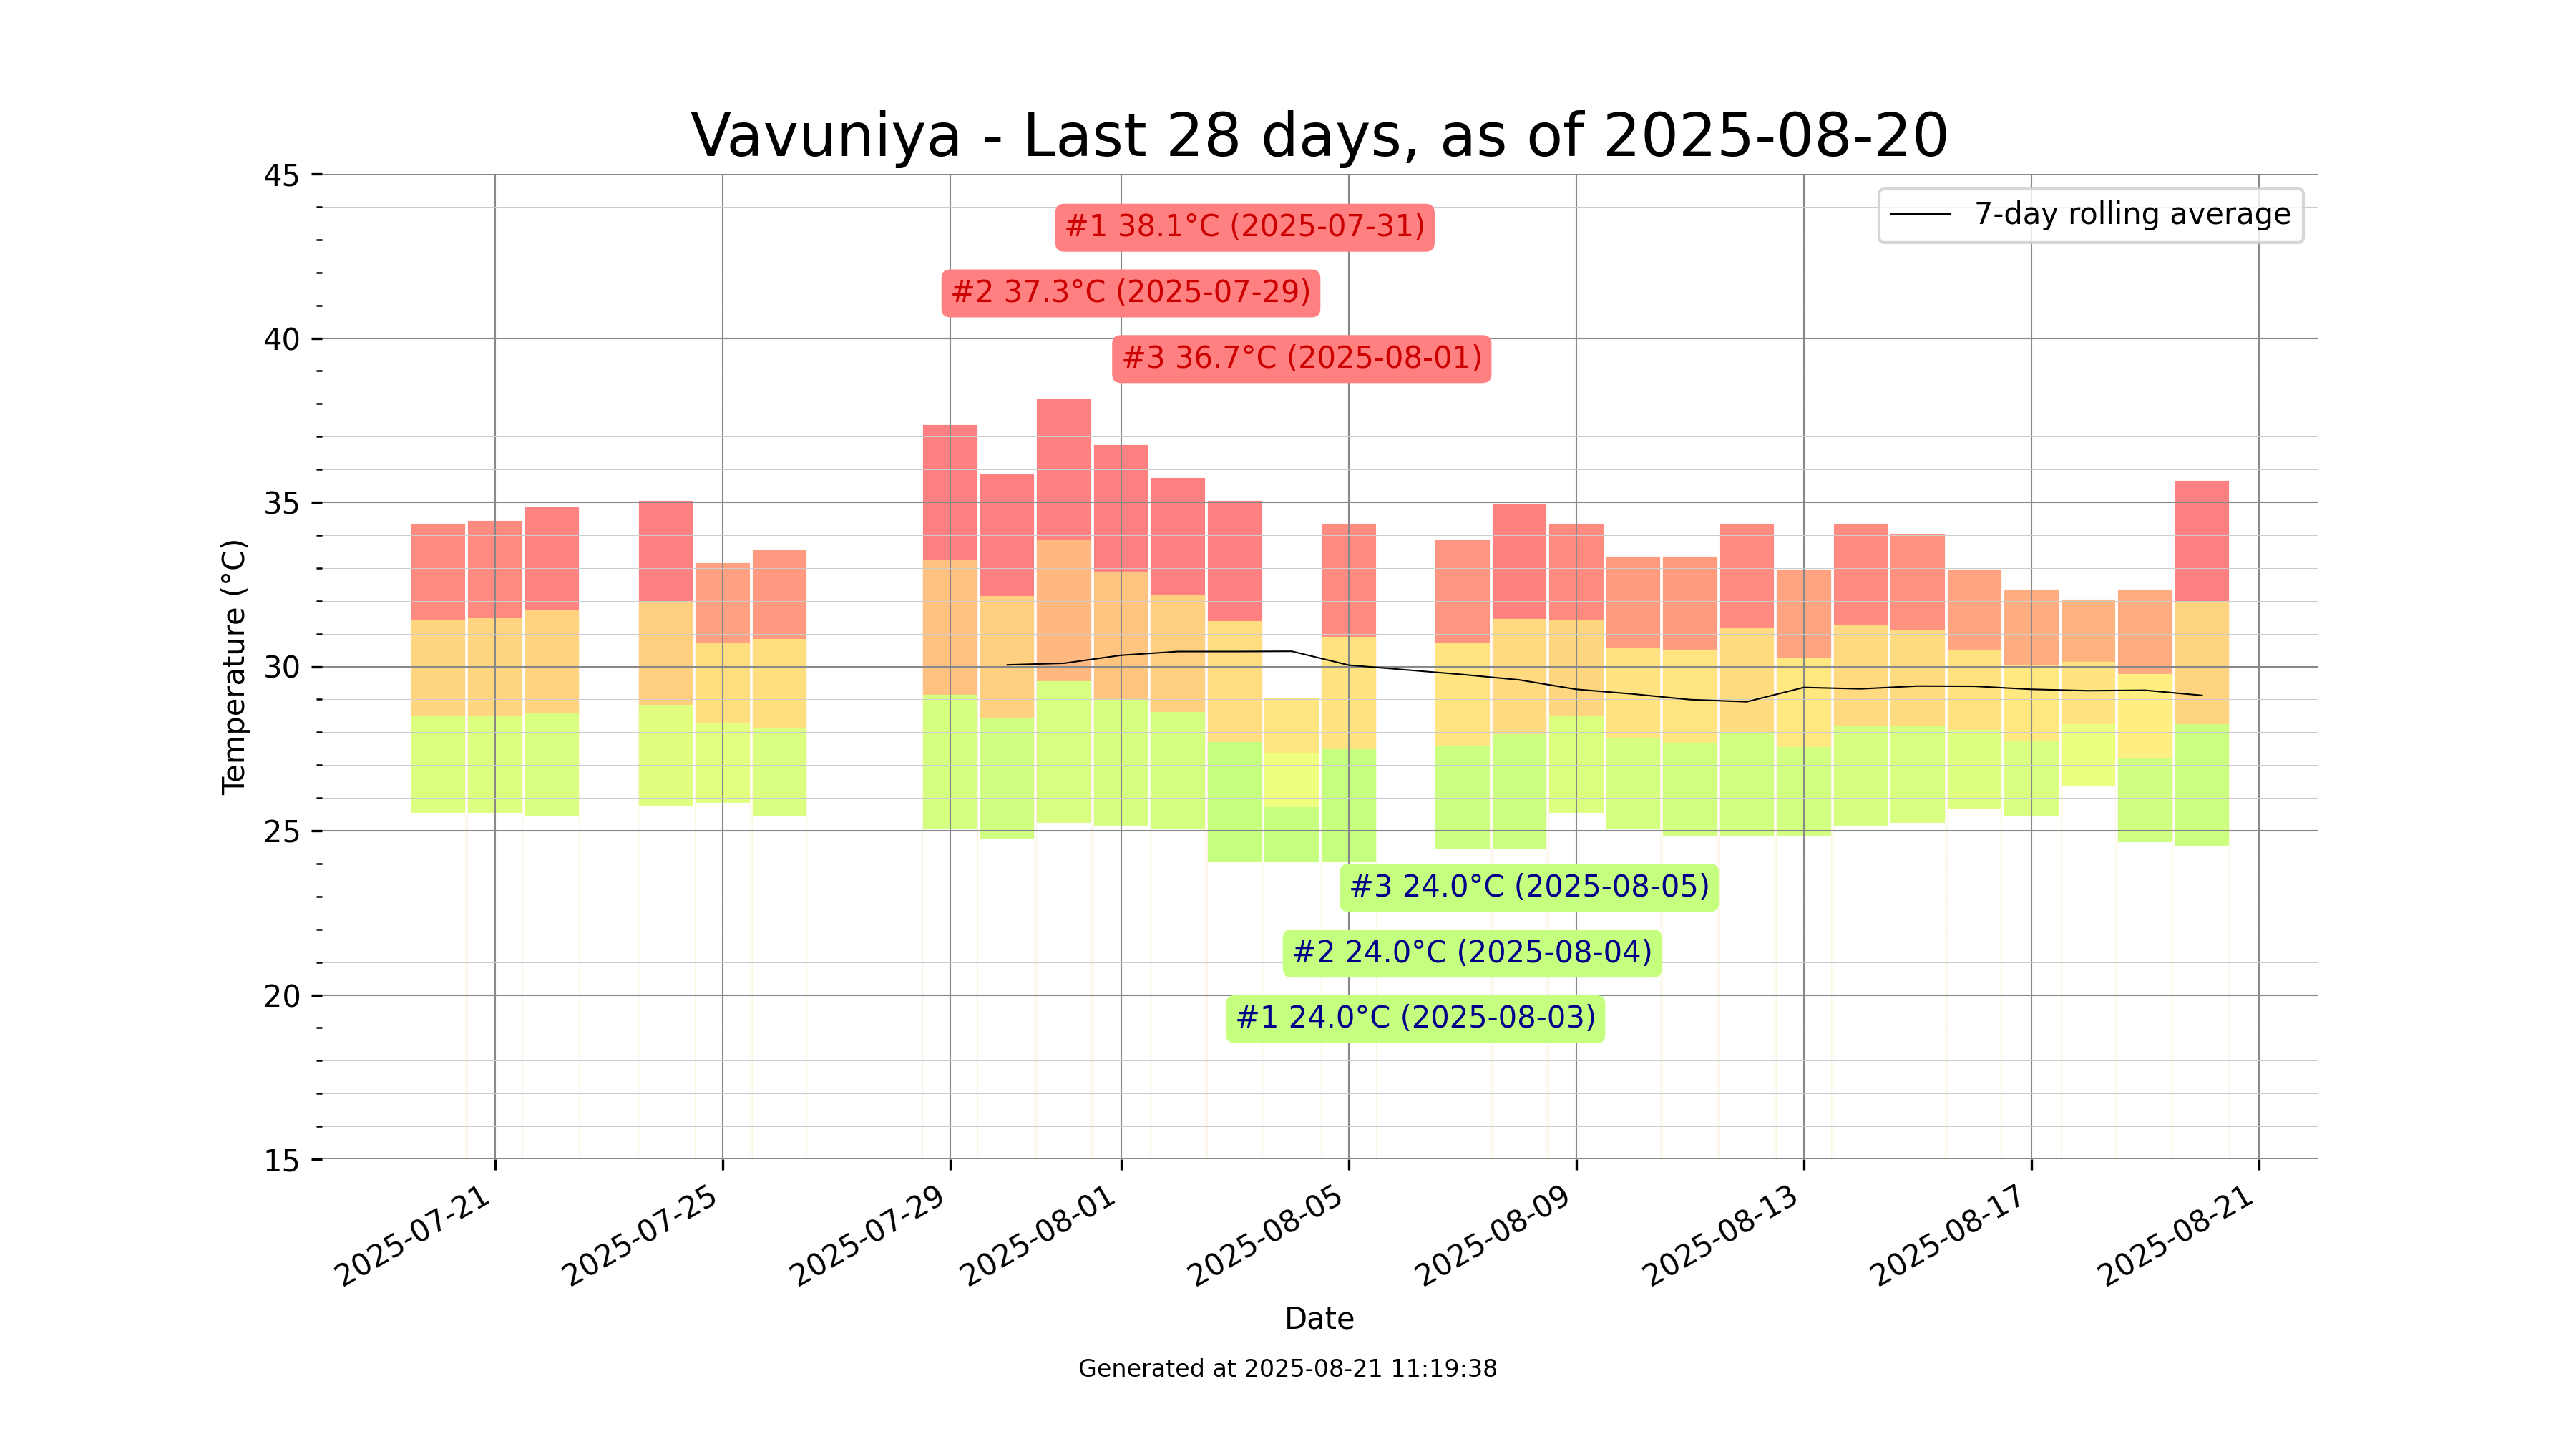 Vavuniya - Last 28 days, as of 2025-08-20
45
40
35
30
25
20
15
Temperature (°C)
7-day rolling average
#1 38.1°C (2025-07-31)
#2 37.3°C (2025-07-29)
#3 36.7°C (2025-08-01)
#3 24.0°C (2025-08-05)
#2 24.0°C (2025-08-04)
#1 24.0°C (2025-08-03)
2025-07-21
2025-07-25
2025-07-29
2025-08-01
2025-08-05
2025-08-09
2025-08-13
2025-08-17
2025-08-21
Date
Generated at 2025-08-21 11:19:38